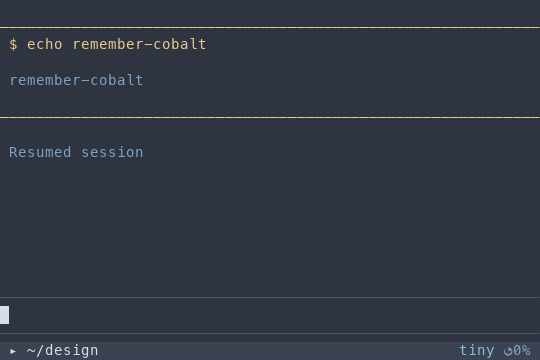 $ echo remember-cobalt
remember-cobalt
Resumed session
▸ ~/design tiny ◔0%